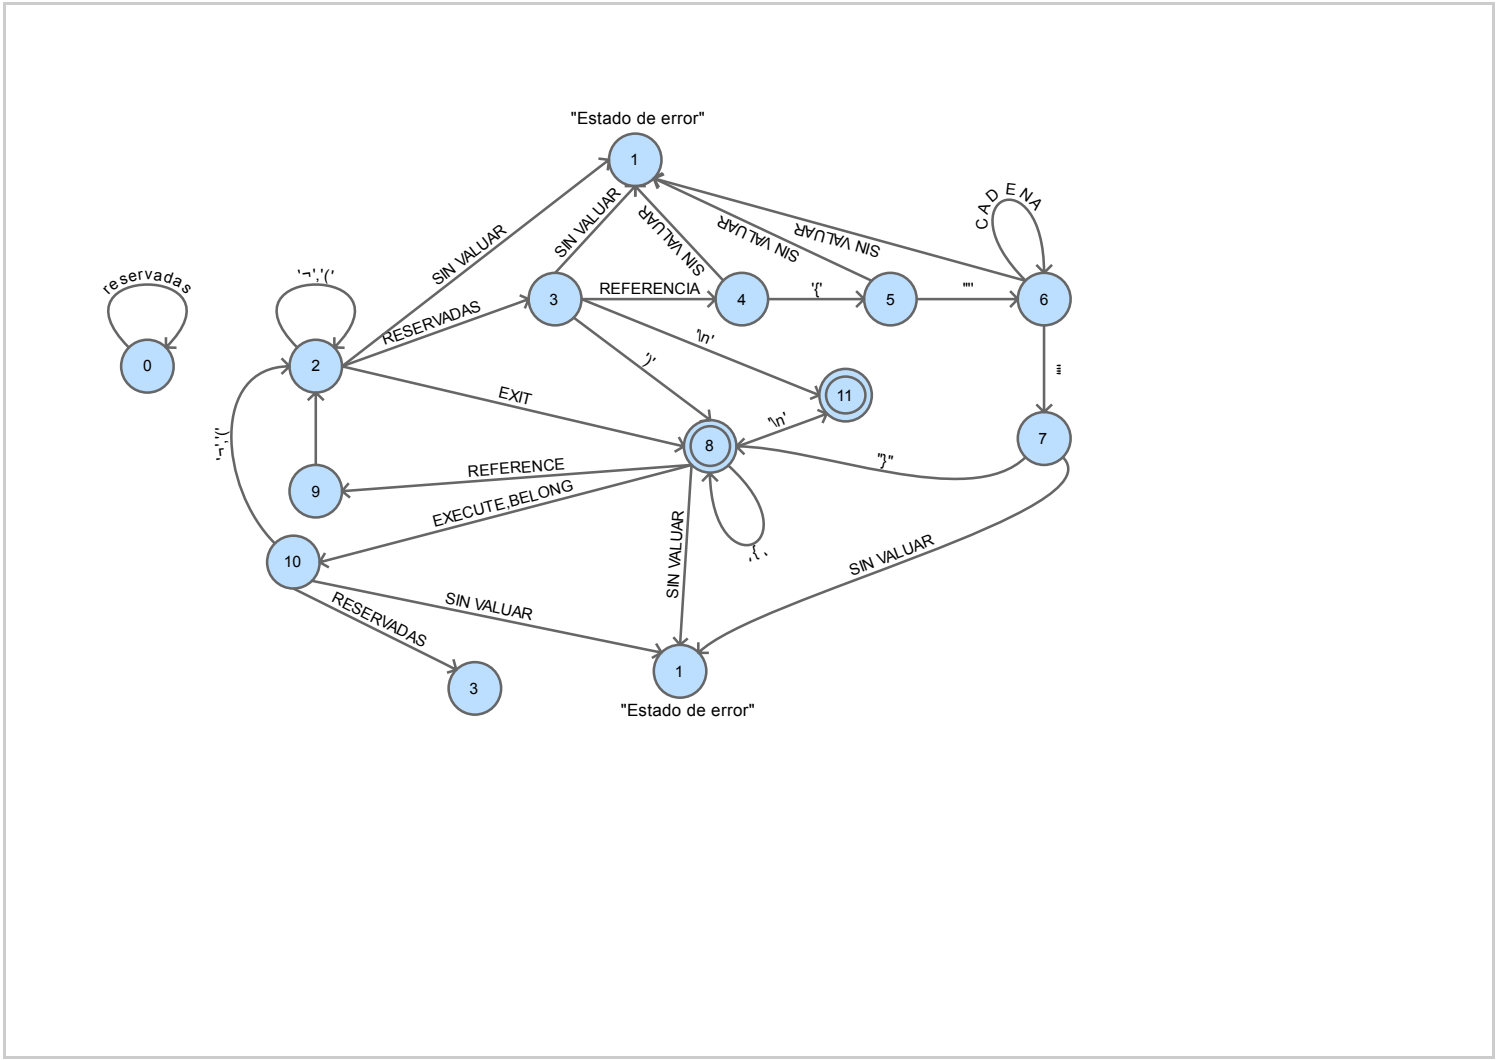 "Estado de error"
1
SIN VALUAR
SIN VALUAR
SIN VALUAR
SIN VALUAR
SIN VALUAR
CADENA
reservadas
'¬','('
RESERVADAS
3
REFERENCIA
4
'{'
5
""'
6
0
2
'\n'
')'
""
EXIT
11
'\n'
8
7
"}"
'¬','('
REFERENCE
9
EXECUTE,BELONG
'{'
10
SIN VALUAR
SIN VALUAR
RESERVADAS
SIN VALUAR
3
1
"Estado de error"